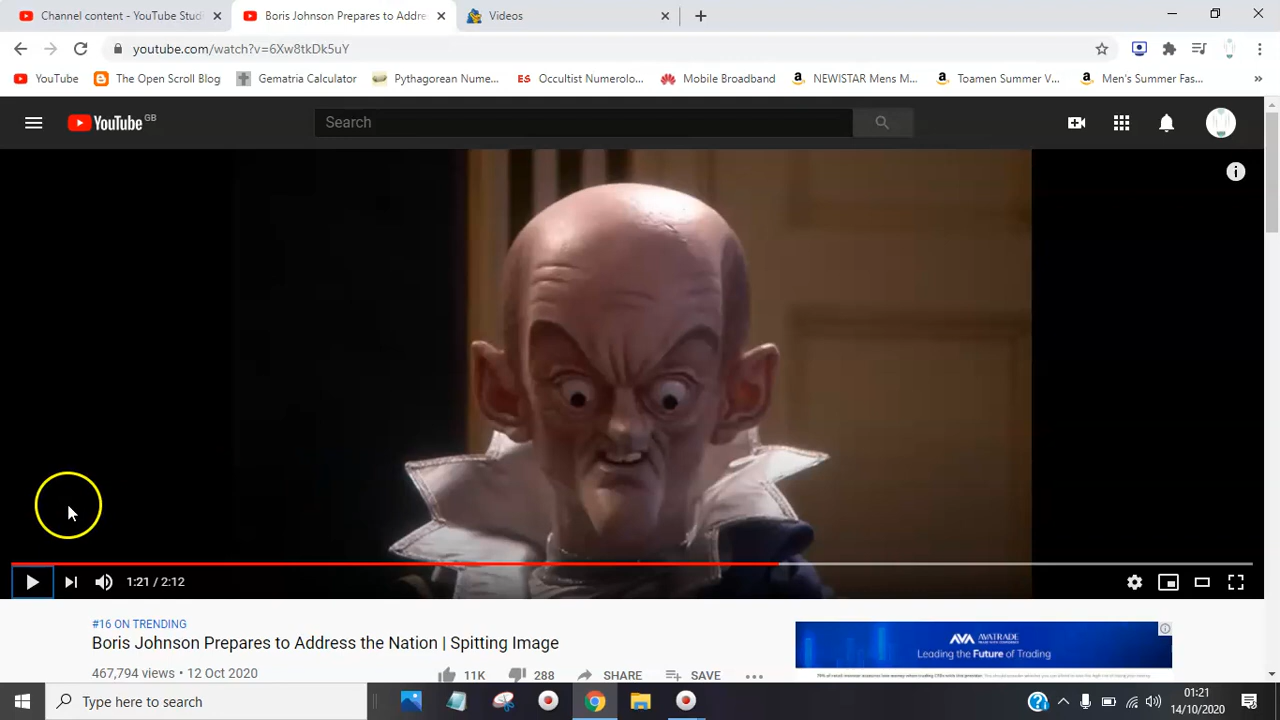 Channel content - YouTube Stud
Boris Johnson Prepares to Addre
Videos
youtube.com/watch?v=6Xw8tkDk5uY
YouTube
The Open Scroll Blog
Gematria Calculator
Pythagorean Nume...
E.S.
Occultist Numerolo...
Mobile Broadband
NEWISTAR Mens M...
Toamen Summer V...
Men's Summer Fas...
YouTube GB
Search
1:21 / 2:12
#16 ON TRENDING
Boris Johnson Prepares to Address the Nation | Spitting Image
467,794 views • 12 Oct 2020
11K
288
SHARE
SAVE
AVATRADE
Leading the Future of Trading
Type here to search
01:21
14/10/2020